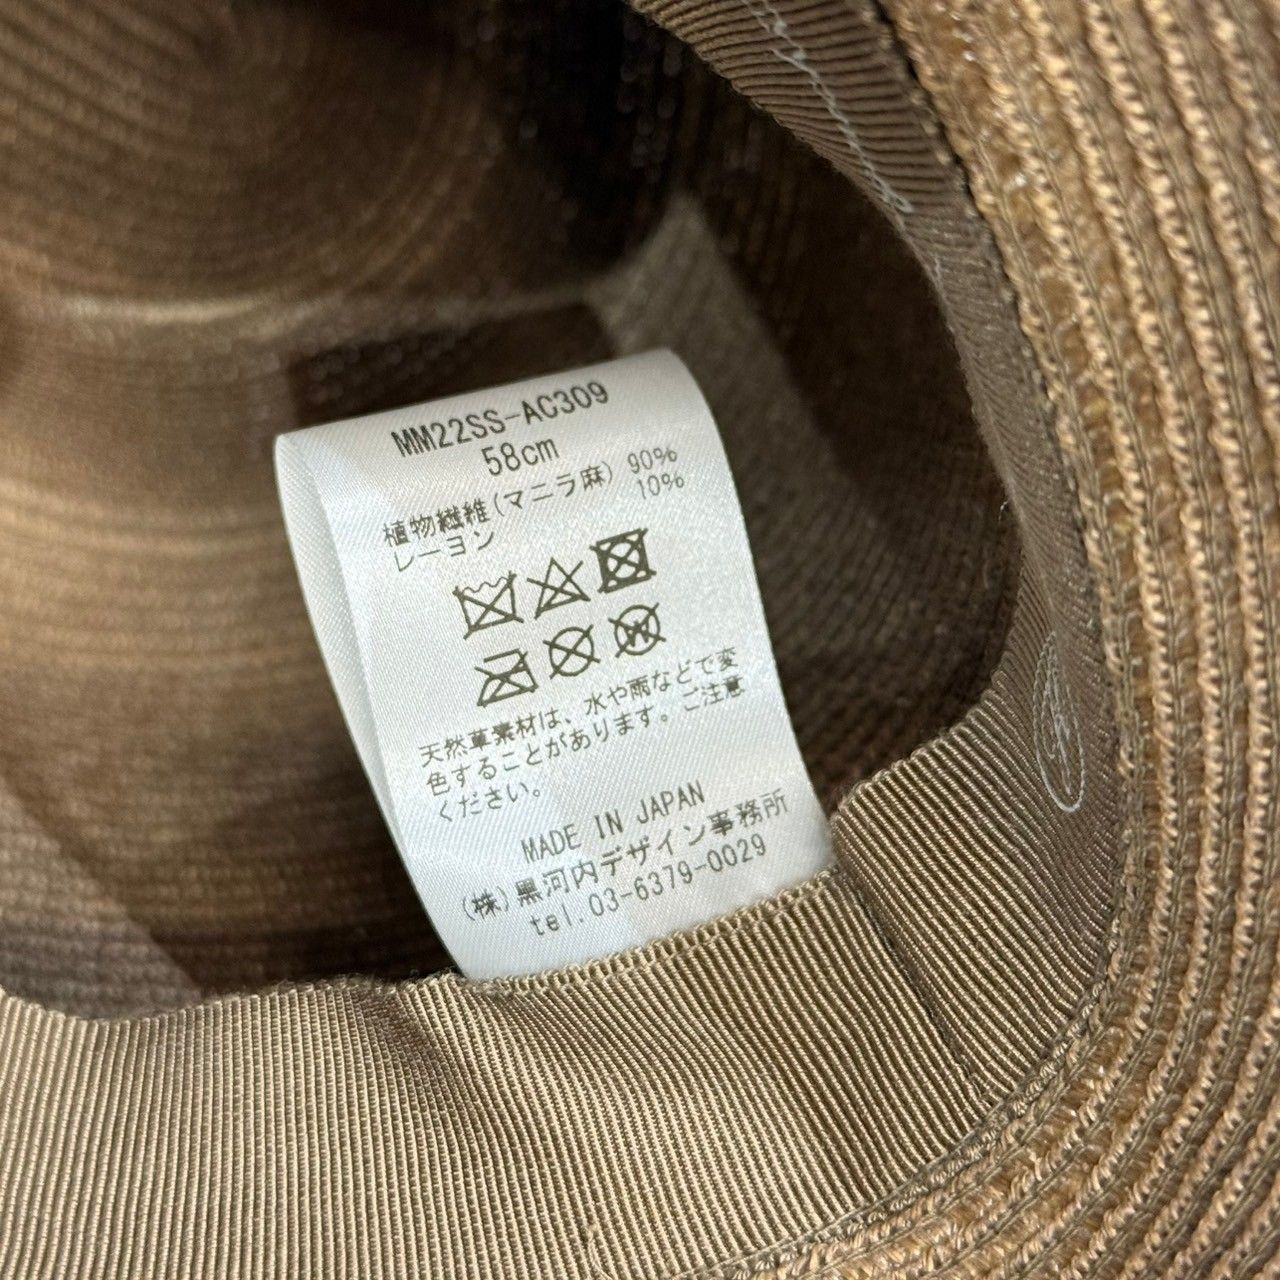 MM22SS-AC309
58cm
植物繊維(マニラ麻) 90%
レーヨン 10%
天然草素材は、水や雨などで変
色することがあります。ご注意
ください。
MADE IN JAPAN
(株)黒河内デザイン事務所
tel.03-6379-0029